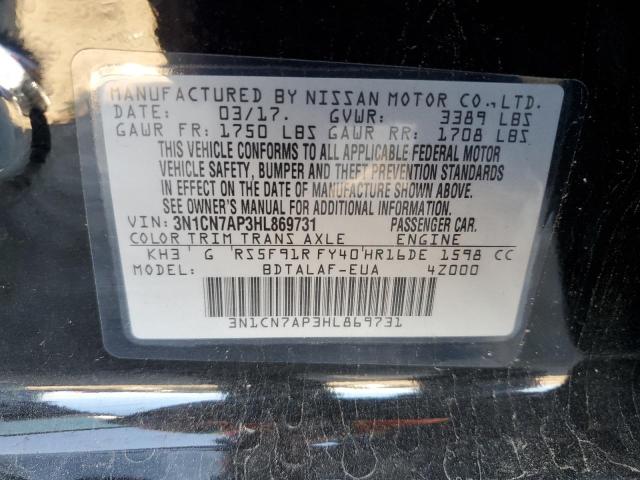 MANUFACTURED BY NISSAN MOTOR CO., LTD.
DATE: 03/17. GVWR: 3389 LBS
GAWR FR: 1750 LBS GAWR RR: 1708 LBS
THIS VEHICLE CONFORMS TO ALL APPLICABLE FEDERAL MOTOR
VEHICLE SAFETY, BUMPER AND THEFT PREVENTION STANDARDS
IN EFFECT ON THE DATE OF MANUFACTURE SHOWN ABOVE.
SEE OWNER'S MANUAL FOR ADDITIONAL INFORMATION.
VIN: 3N1CN7AP3HL869731 PASSENGER CAR.
COLOR TRIM TRANS AXLE ENGINE
KH3 G RS5F91R FY40 HR16DE 1598 CC
MODEL: BDTALAF-EUA 4Z000
3N1CN7AP3HL869731